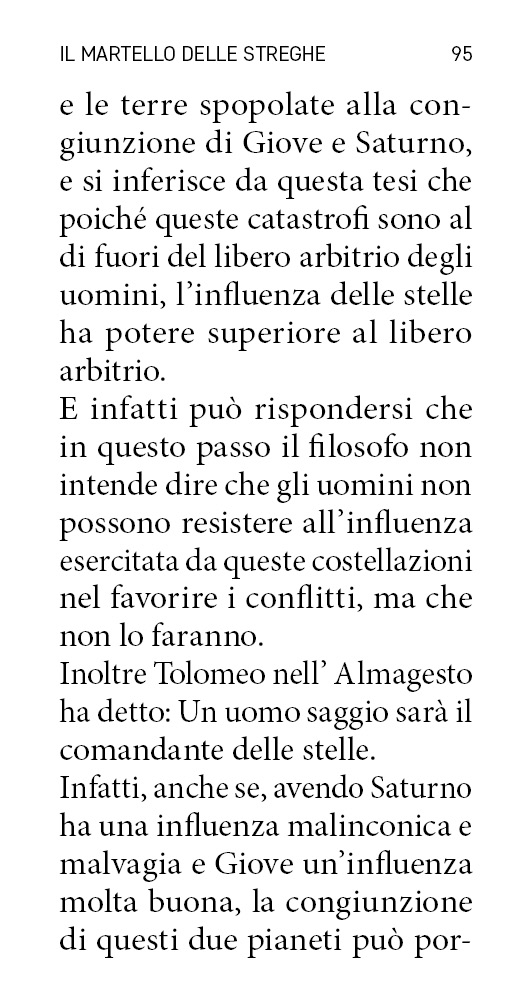 IL MARTELLO DELLE STREGHE 95
e le terre spopolate alla con-
giunzione di Giove e Saturno,
e si inferisce da questa tesi che
poiché queste catastrofi sono al
di fuori del libero arbitrio degli
uomini, l’influenza delle stelle
ha potere superiore al libero
arbitrio.
E infatti può rispondersi che
in questo passo il filosofo non
intende dire che gli uomini non
possono resistere all’influenza
esercitata da queste costellazioni
nel favorire i conflitti, ma che
non lo faranno.
Inoltre Tolomeo nell’ Almagesto
ha detto: Un uomo saggio sarà il
comandante delle stelle.
Infatti, anche se, avendo Saturno
ha una influenza malinconica e
malvagia e Giove un’influenza
molta buona, la congiunzione
di questi due pianeti può por-